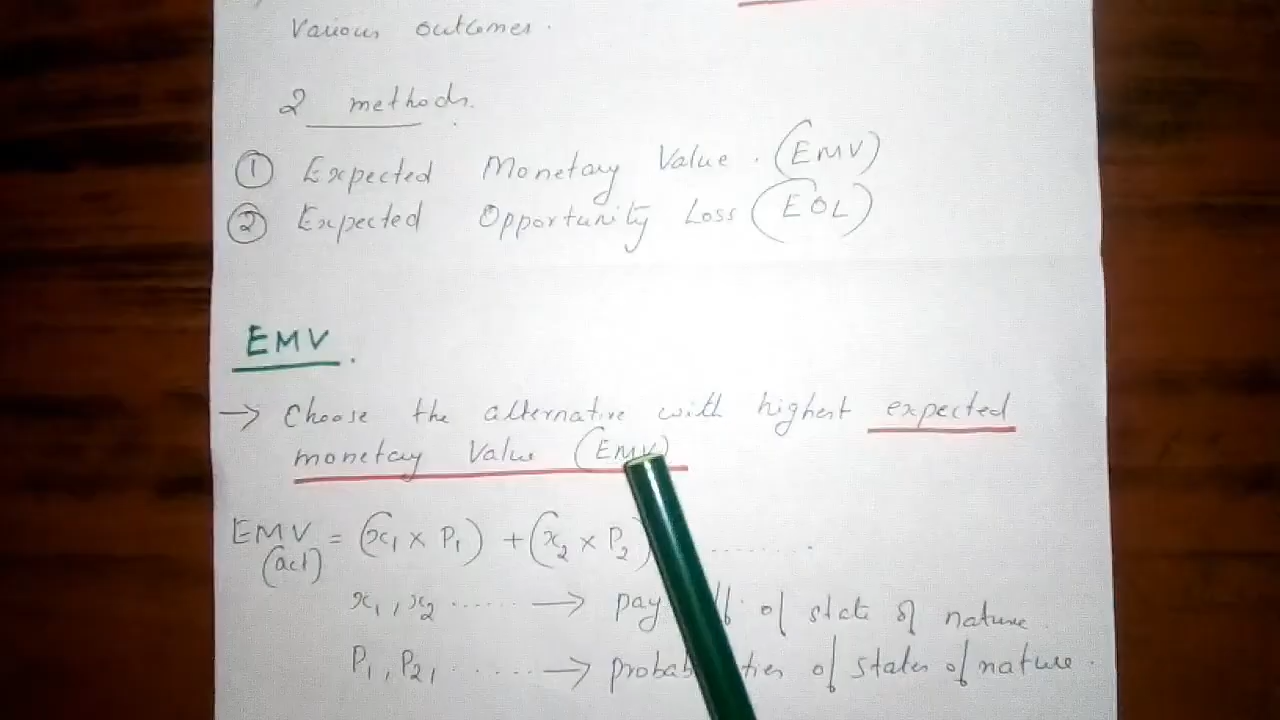 Various outcomes.
2 methods.
① Expected Monetary Value. (EMV)
② Expected Opportunity Loss (EOL)
EMV.
→ Choose the alternative with highest expected
monetary Value (EMV)
EMV (act) = (x₁ × P₁) + (x₂ × P₂) ........
x₁, x₂ ...... → pay of state of nature.
P₁, P₂, ....... → of states of nature.